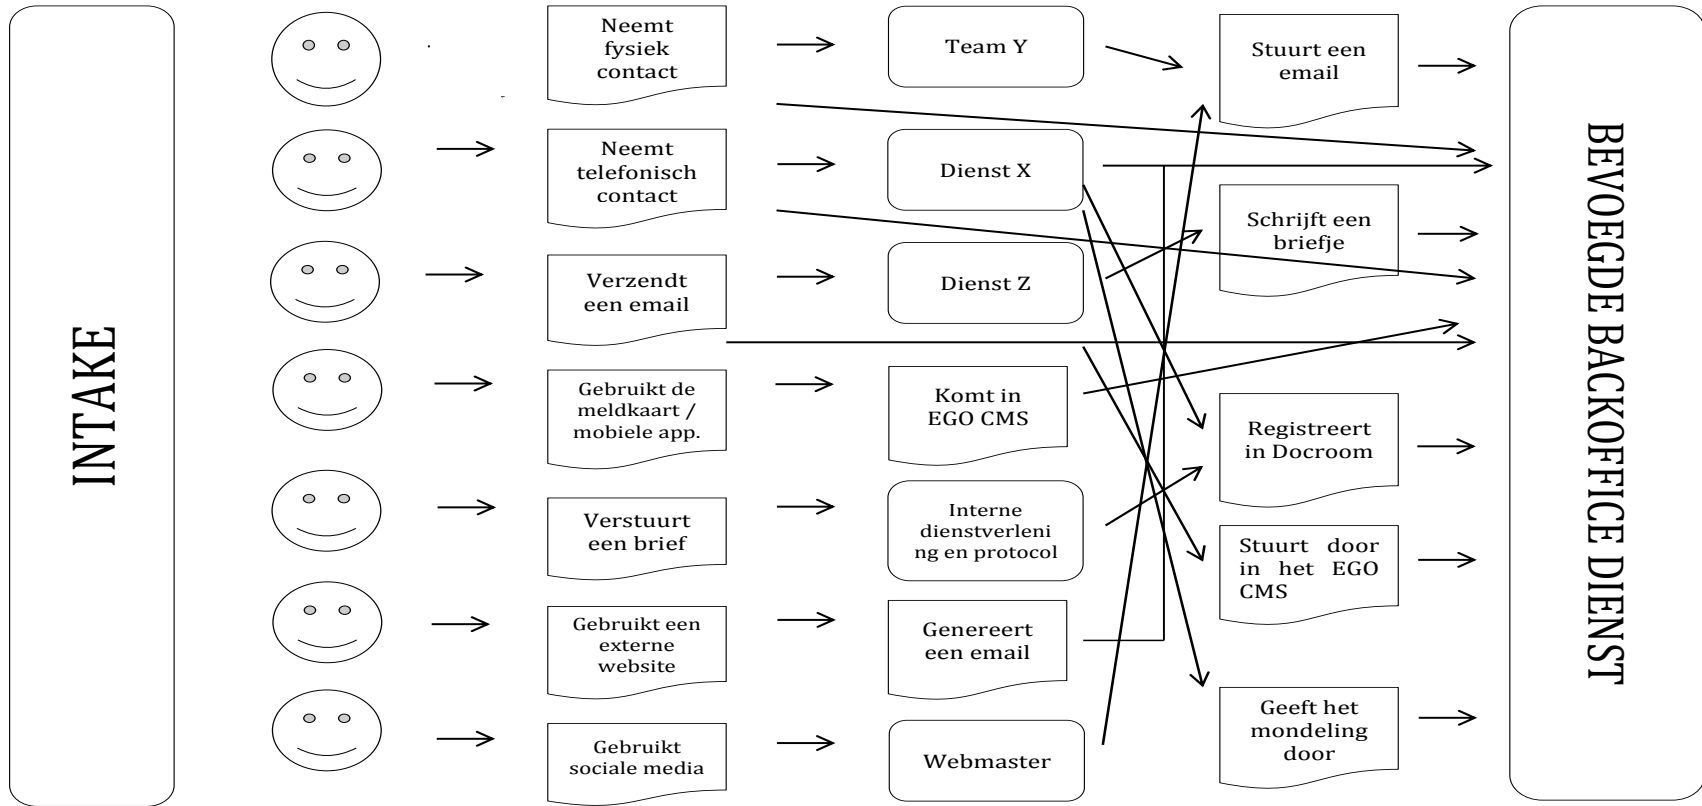 INTAKE
Neemt
fysiek
contact
Neemt
telefonisch
contact
Verzendt
een email
Gebruikt de
meldkaart /
mobiele app.
Verstuurt
een brief
Gebruikt een
externe
website
Gebruikt
sociale media
Team Y
Dienst X
Dienst Z
Komt in
EGO CMS
Interne
dienstverleni
ng en protocol
Genereert
een email
Webmaster
Stuurt een
email
Schrijft een
briefje
Registreert
in Docroom
Stuurt door
in het EGO
CMS
Geeft het
mondeling
door
BEVOEGDE BACKOFFICE DIENST